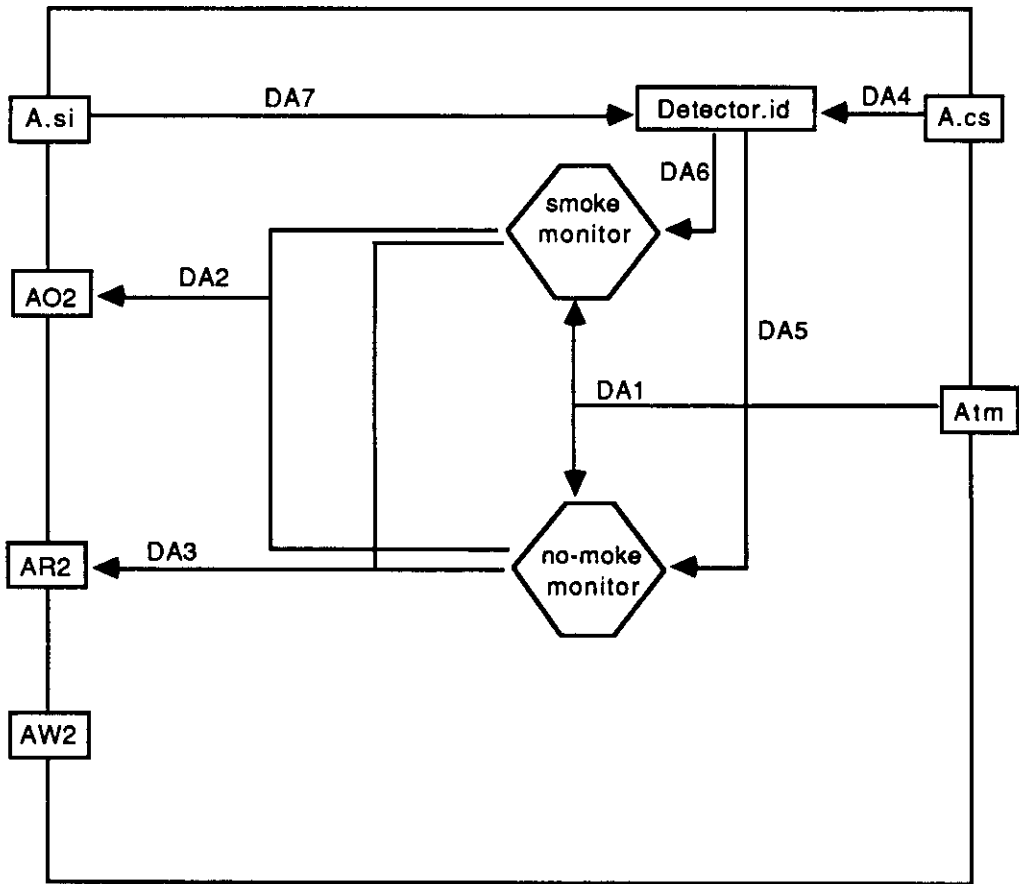 DA7
DA4
A.si
Detector.id
A.cs
DA6
smoke
monitor
DA2
AO2
DA5
DA1
Atm
DA3
AR2
no-moke
monitor
AW2